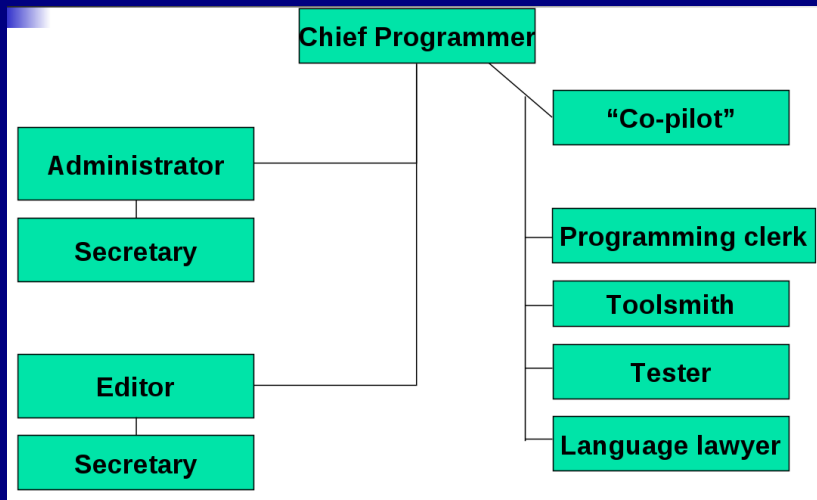 Chief Programmer
“Co-pilot”
Administrator
Secretary
Programming clerk
Toolsmith
Editor
Tester
Secretary
Language lawyer